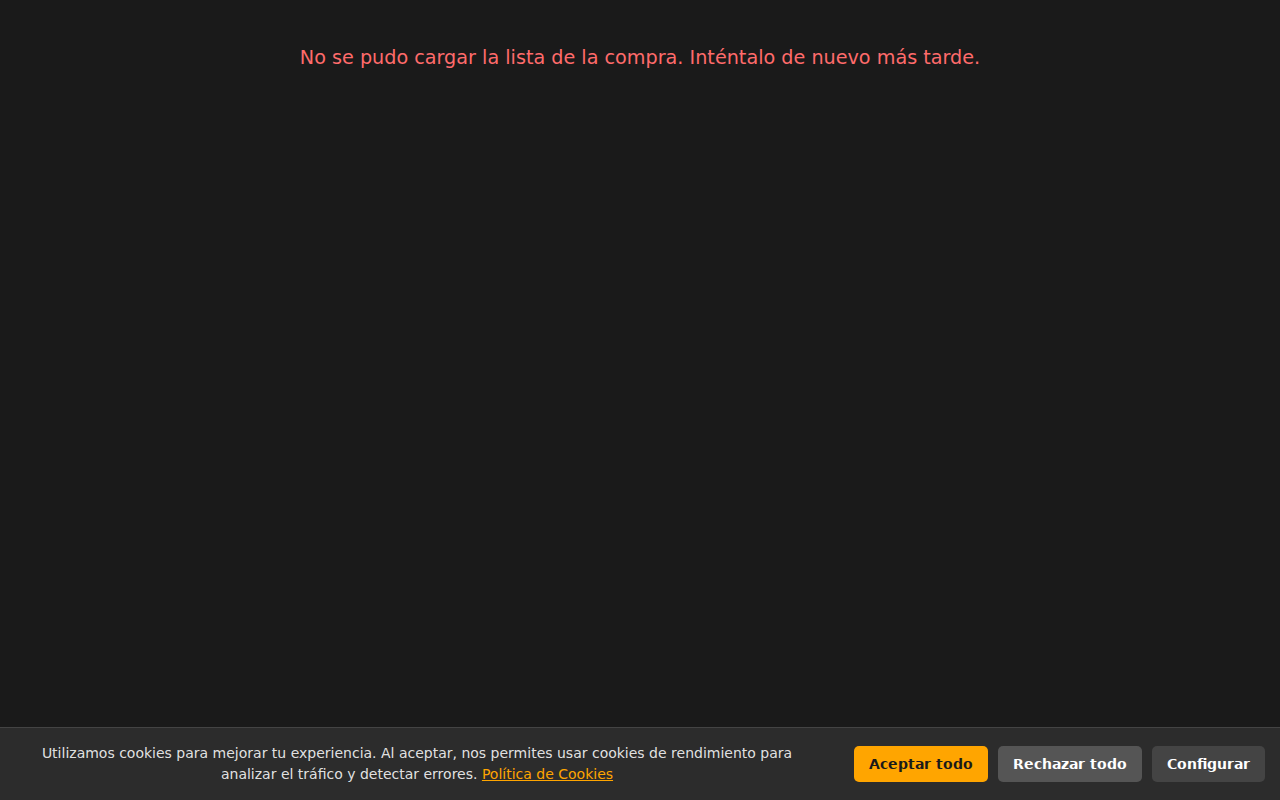 No se pudo cargar la lista de la compra. Inténtalo de nuevo más tarde.
Utilizamos cookies para mejorar tu experiencia. Al aceptar, nos permites usar cookies de rendimiento para
analizar el tráfico y detectar errores. Política de Cookies
Aceptar todo
Rechazar todo
Configurar